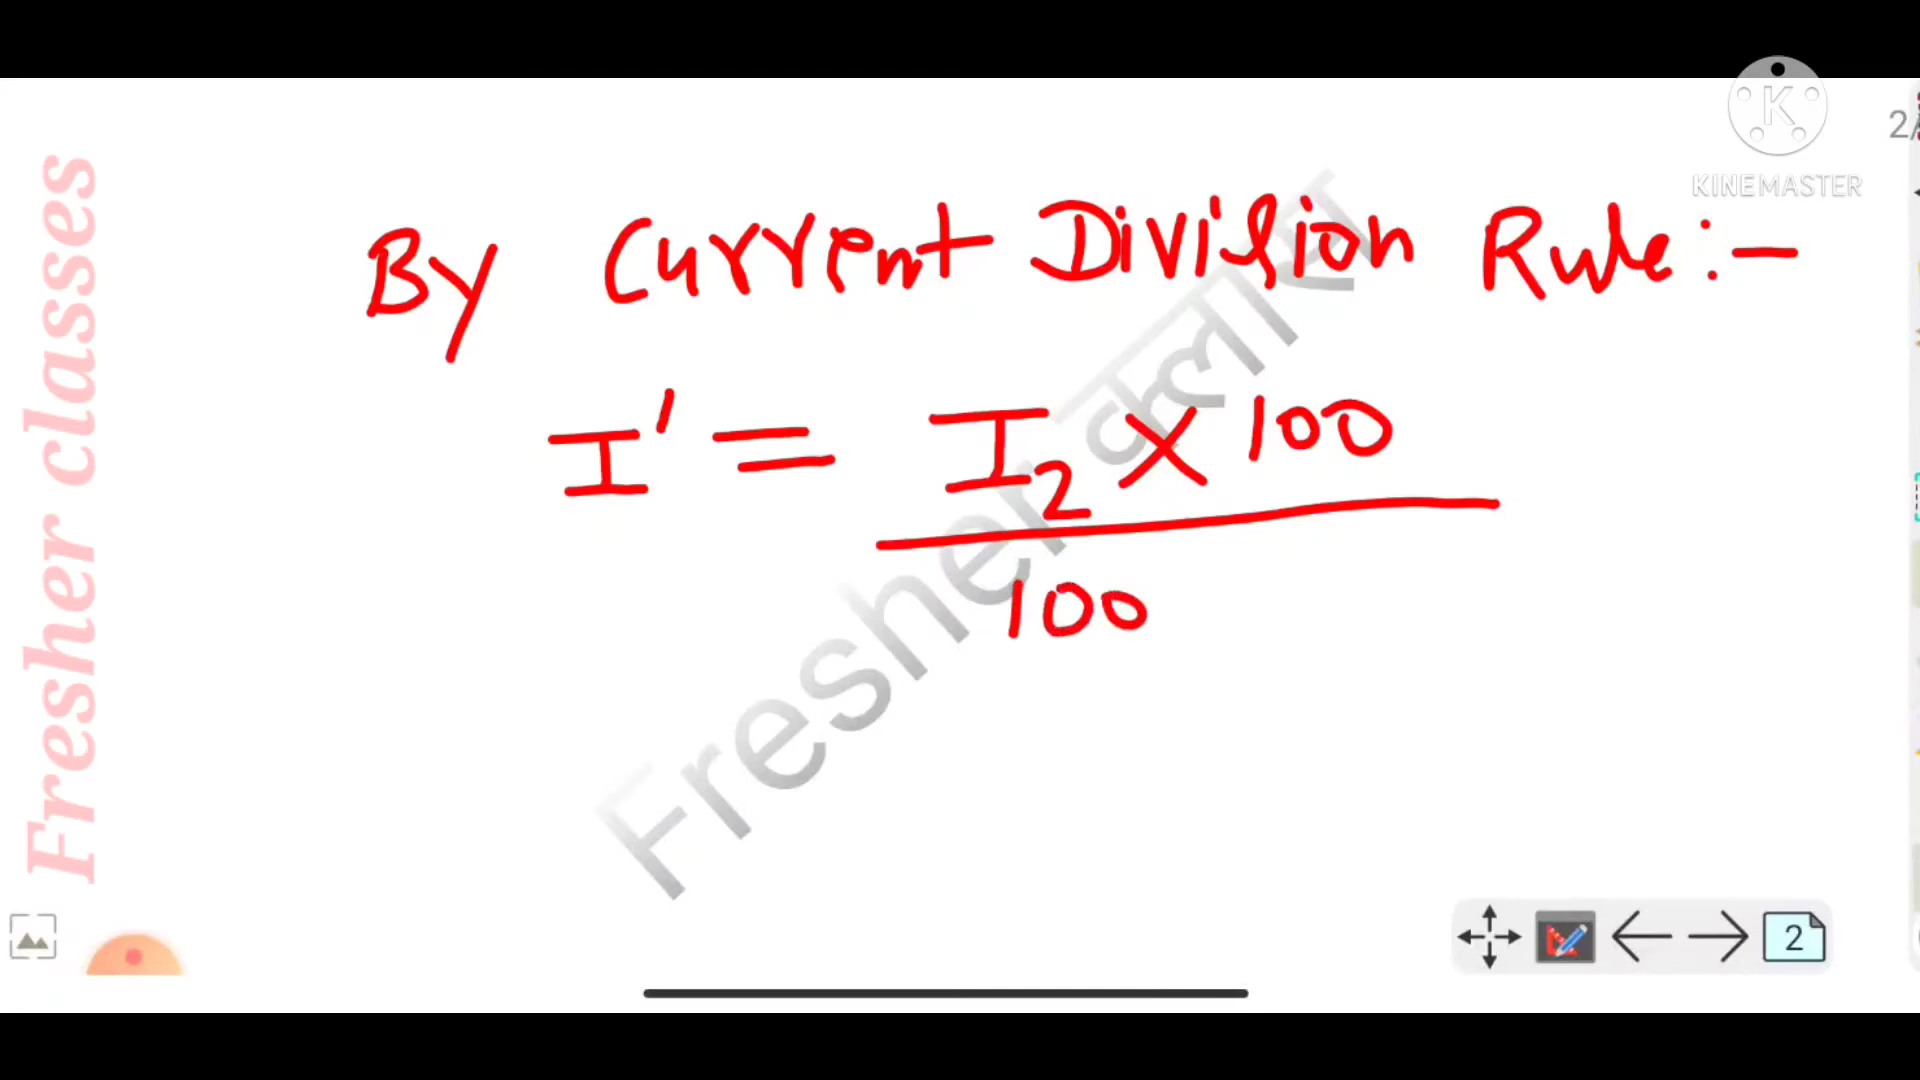 KINEMASTER
2/
By Current Division Rule:-
I' = I₂ × 100
100
Fresher classes
Fresher क्लास
2